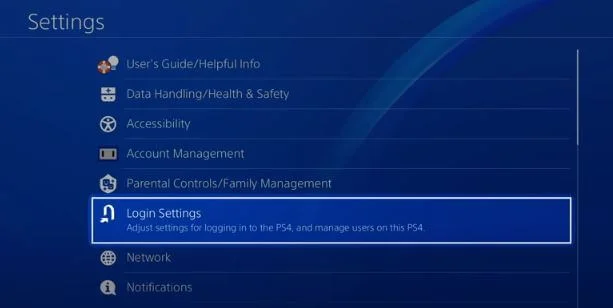 Settings
User's Guide/Helpful Info
Data Handling/Health & Safety
Accessibility
Account Management
Parental Controls/Family Management
Login Settings
Adjust settings for logging in to the PS4, and manage users on this PS4.
Network
Notifications